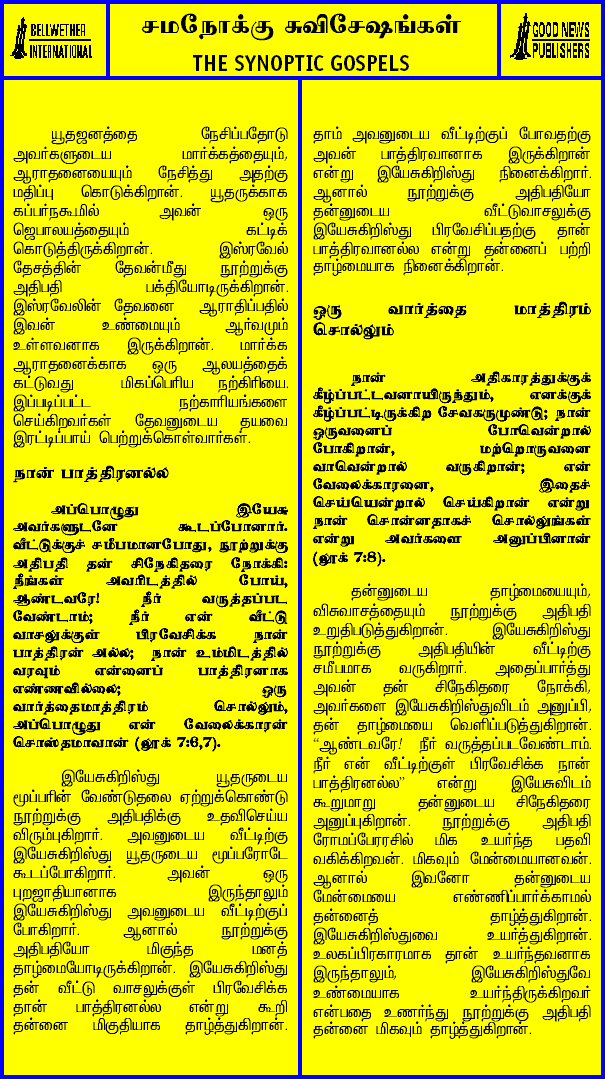 BELLWETHER
INTERNATIONAL
சமநோக்கு சுவிசேஷங்கள்
THE SYNOPTIC GOSPELS
GOOD NEWS
PUBLISHERS
யூதஜனத்தை நேசிப்பதோடு
அவர்களுடைய மார்க்கத்தையும்,
ஆராதனையையும் நேசித்து அதற்கு
மதிப்பு கொடுக்கிறான். யூதருக்காக
கப்பர்நகூமில் அவன் ஒரு
ஜெபாலயத்தையும் கட்டிக்
கொடுத்திருக்கிறான். இஸ்ரவேல்
தேசத்தின் தேவன்மீது நூற்றுக்கு
அதிபதி பக்தியோடிருக்கிறான்.
இஸ்ரவேலின் தேவனை ஆராதிப்பதில்
இவன் உண்மையும் ஆர்வமும்
உள்ளவனாக இருக்கிறான். மார்க்க
ஆராதனைக்காக ஒரு ஆலயத்தைக்
கட்டுவது மிகப்பெரிய நற்கிரியை.
இப்படிப்பட்ட நற்காரியங்களை
செய்கிறவர்கள் தேவனுடைய தயவை
இரட்டிப்பாய் பெற்றுக்கொள்வார்கள்.
நான் பாத்திரனல்ல
அப்பொழுது இயேசு
அவர்களுடனே கூடப்போனார்.
வீட்டுக்குச் சமீபமானபோது, நூற்றுக்கு
அதிபதி தன் சிநேகிதரை நோக்கி:
நீங்கள் அவரிடத்தில் போய்,
ஆண்டவரே! நீர் வருத்தப்பட
வேண்டாம்; நீர் என் வீட்டு
வாசலுக்குள் பிரவேசிக்க நான்
பாத்திரன் அல்ல; நான் உம்மிடத்தில்
வரவும் என்னைப் பாத்திரனாக
எண்ணவில்லை; ஒரு
வார்த்தைமாத்திரம் சொல்லும்,
அப்பொழுது என் வேலைக்காரன்
சொஸ்தமாவான் (லூக் 7:6,7).
இயேசுகிறிஸ்து யூதருடைய
மூப்பரின் வேண்டுதலை ஏற்றுக்கொண்டு
நூற்றுக்கு அதிபதிக்கு உதவிசெய்ய
விரும்புகிறார். அவனுடைய வீட்டிற்கு
இயேசுகிறிஸ்து யூதருடைய மூப்பரோடே
கூடப்போகிறார். அவன் ஒரு
புறஜாதியானாக இருந்தாலும்
இயேசுகிறிஸ்து அவனுடைய வீட்டிற்குப்
போகிறார். ஆனால் நூற்றுக்கு
அதிபதியோ மிகுந்த மனத்
தாழ்மையோடிருக்கிறான். இயேசுகிறிஸ்து
தன் வீட்டு வாசலுக்குள் பிரவேசிக்க
தான் பாத்திரனல்ல என்று கூறி
தன்னை மிகுதியாக தாழ்த்துகிறான்.
தாம் அவனுடைய வீட்டிற்குப் போவதற்கு
அவன் பாத்திரவானாக இருக்கிறான்
என்று இயேசுகிறிஸ்து நினைக்கிறார்.
ஆனால் நூற்றுக்கு அதிபதியோ
தன்னுடைய வீட்டுவாசலுக்கு
இயேசுகிறிஸ்து பிரவேசிப்பதற்கு தான்
பாத்திரவானல்ல என்று தன்னைப் பற்றி
தாழ்மையாக நினைக்கிறான்.
ஒரு வார்த்தை மாத்திரம்
சொல்லும்
நான் அதிகாரத்துக்குக்
கீழ்ப்பட்டவனாயிருந்தும், எனக்குக்
கீழ்ப்பட்டிருக்கிற சேவகருமுண்டு; நான்
ஒருவனைப் போவென்றால்
போகிறான், மற்றொருவனை
வாவென்றால் வருகிறான்; என்
வேலைக்காரனை, இதைச்
செய்யென்றால் செய்கிறான் என்று
நான் சொன்னதாகச் சொல்லுங்கள்
என்று அவர்களை அனுப்பினான்
(லூக் 7:8).
தன்னுடைய தாழ்மையையும்,
விசுவாசத்தையும் நூற்றுக்கு அதிபதி
உறுதிபடுத்துகிறான். இயேசுகிறிஸ்து
நூற்றுக்கு அதிபதியின் வீட்டிற்கு
சமீபமாக வருகிறார். அதைப்பார்த்து
அவன் தன் சிநேகிதரை நோக்கி,
அவர்களை இயேசுகிறிஸ்துவிடம் அனுப்பி,
தன் தாழ்மையை வெளிப்படுத்துகிறான்.
“ஆண்டவரே! நீர் வருத்தப்படவேண்டாம்.
நீர் என் வீட்டிற்குள் பிரவேசிக்க நான்
பாத்திரனல்ல” என்று இயேசுவிடம்
கூறுமாறு தன்னுடைய சிநேகிதரை
அனுப்புகிறான். நூற்றுக்கு அதிபதி
ரோமப்பேரரசில் மிக உயர்ந்த பதவி
வகிக்கிறவன். மிகவும் மேன்மையானவன்.
ஆனால் இவனோ தன்னுடைய
மேன்மையை எண்ணிப்பார்க்காமல்
தன்னைத் தாழ்த்துகிறான்.
இயேசுகிறிஸ்துவை உயர்த்துகிறான்.
உலகப்பிரகாரமாக தான் உயர்ந்தவனாக
இருந்தாலும், இயேசுகிறிஸ்துவே
உண்மையாக உயர்ந்திருக்கிறவர்
என்பதை உணர்ந்து நூற்றுக்கு அதிபதி
தன்னை மிகவும் தாழ்த்துகிறான்.